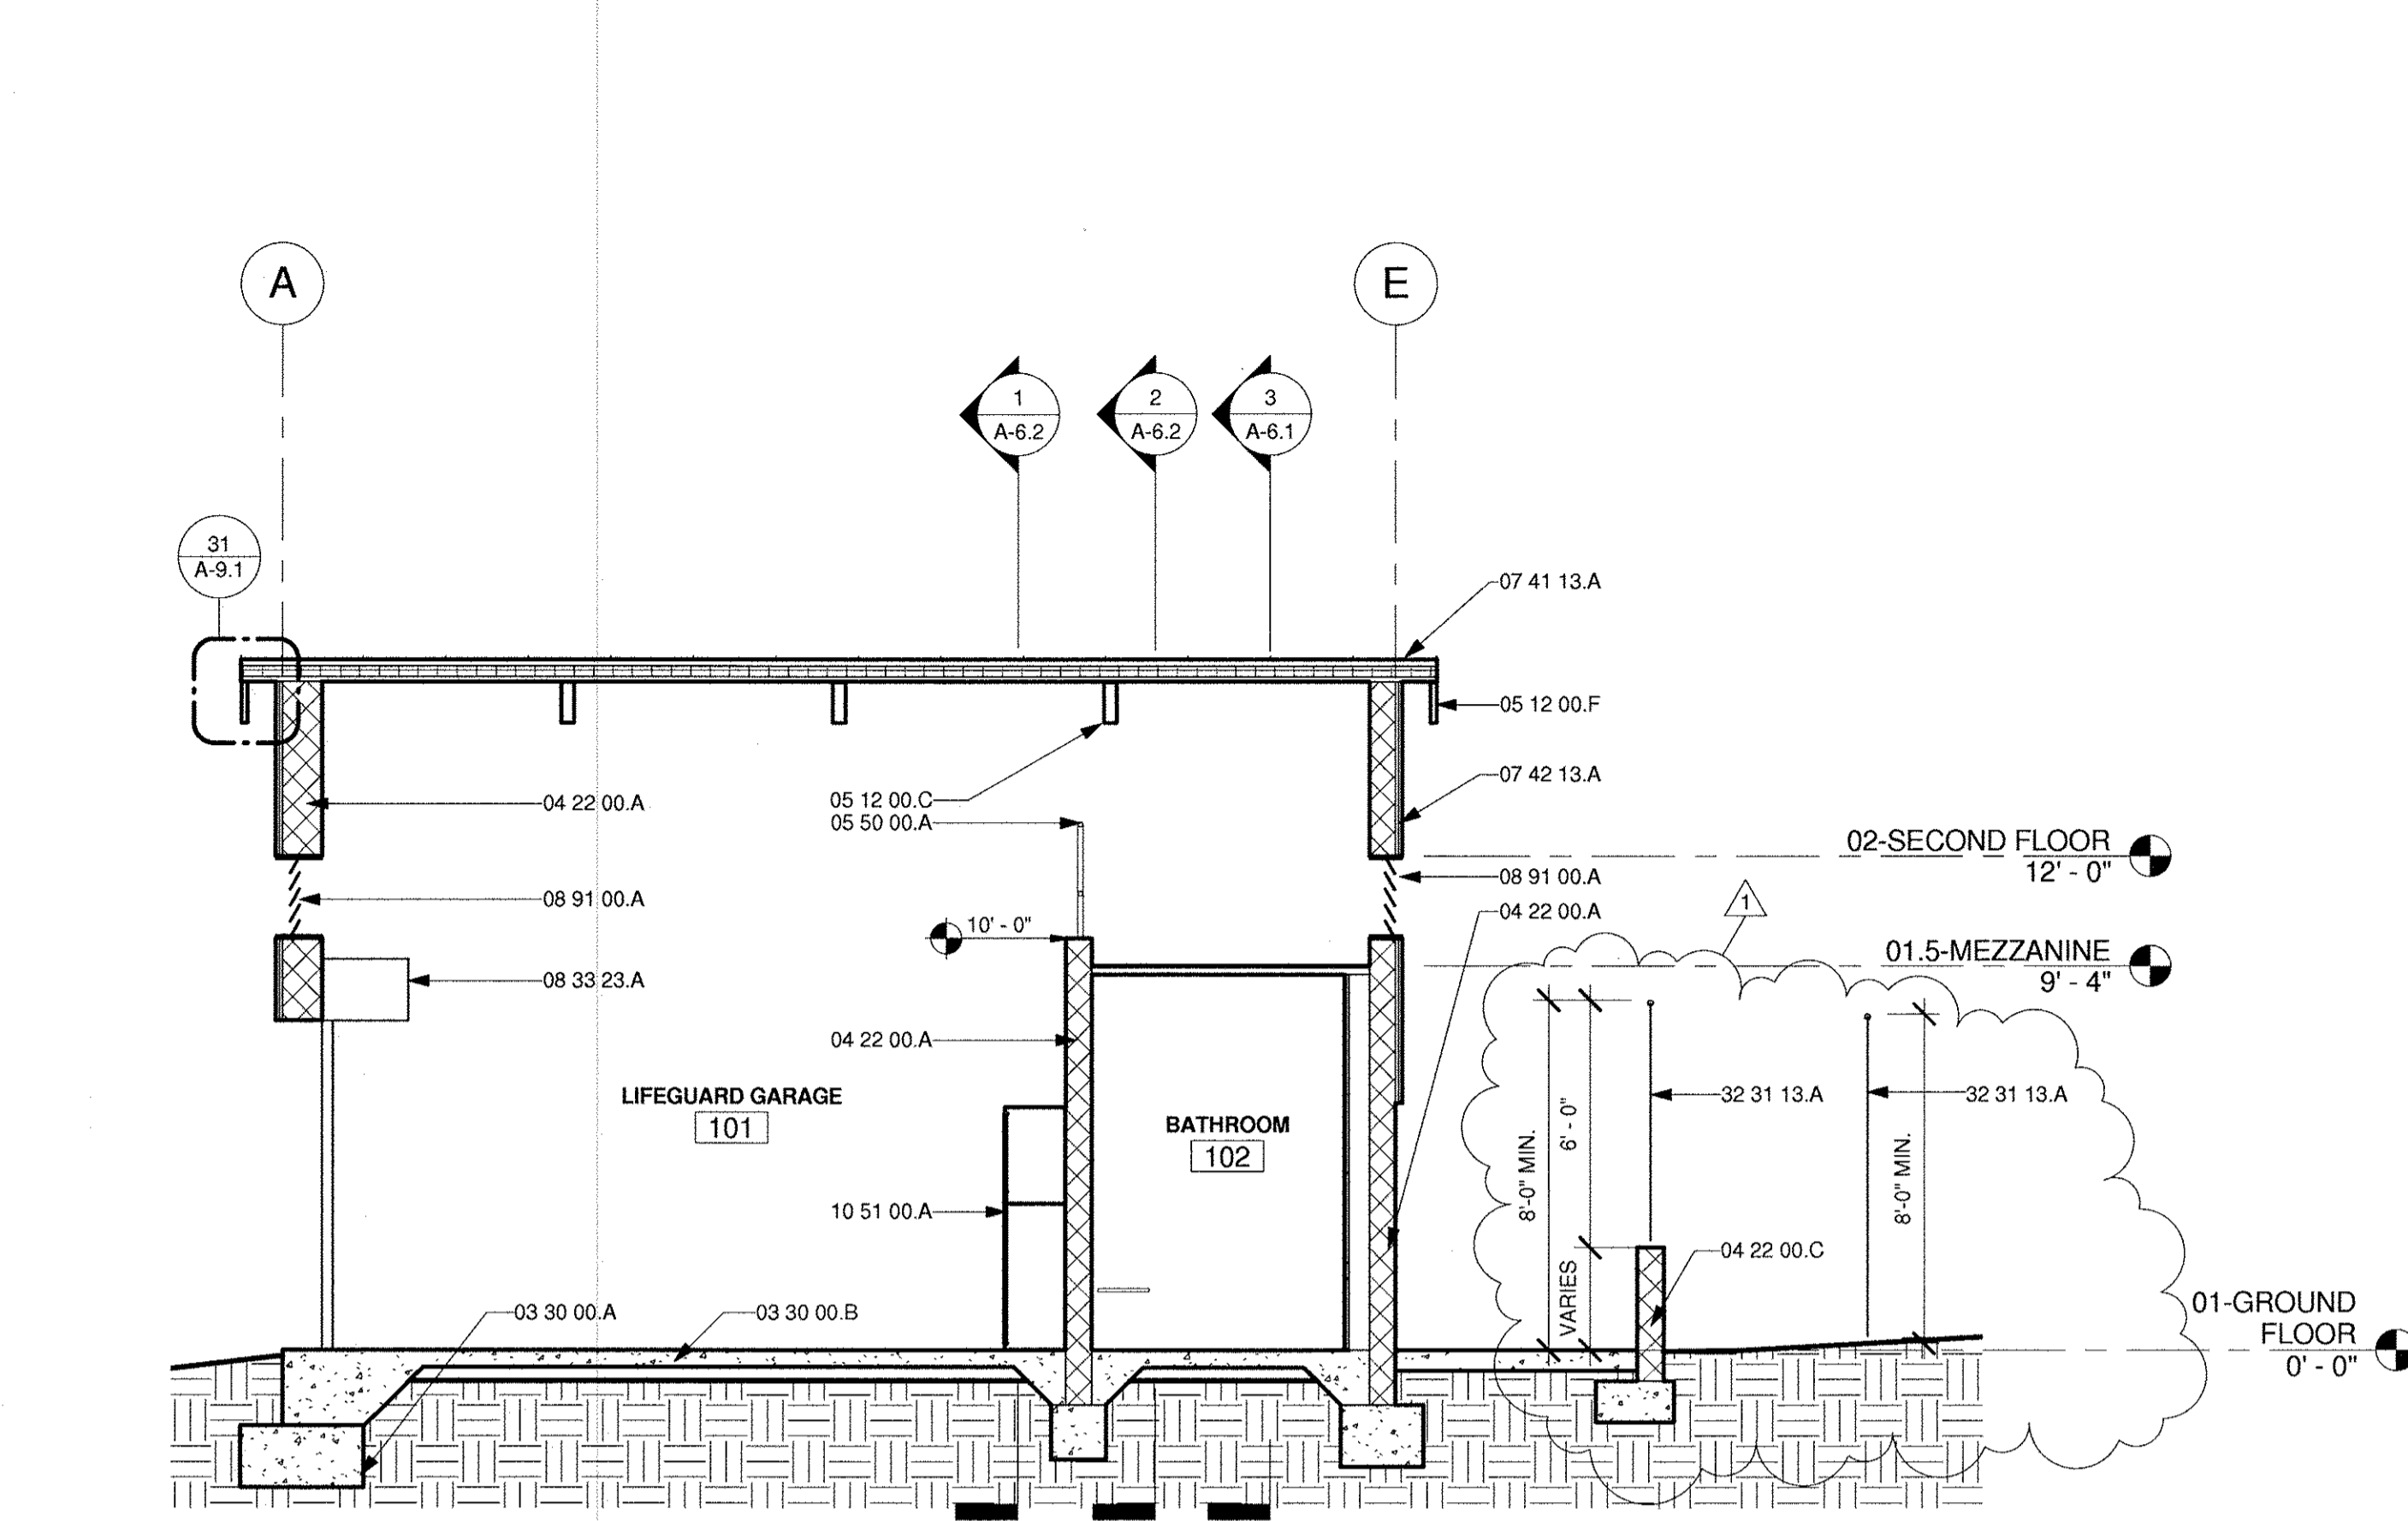 A
E
1
A-6.2
2
A-6.2
3
A-6.1
31
A-9.1
07 41 13.A
05 12 00.F
07 42 13.A
04 22 00.A
05 12 00.C
05 50 00.A
02-SECOND FLOOR
12' - 0"
08 91 00.A
08 91 00.A
04 22 00.A
1
10' - 0"
01.5-MEZZANINE
9' - 4"
08 33 23.A
04 22 00.A
32 31 13.A
32 31 13.A
LIFEGUARD GARAGE
101
BATHROOM
102
8'-0" MIN.
6' - 0"
8'-0" MIN.
10 51 00.A
04 22 00.C
VARIES
03 30 00.A
03 30 00.B
01-GROUND
FLOOR
0' - 0"